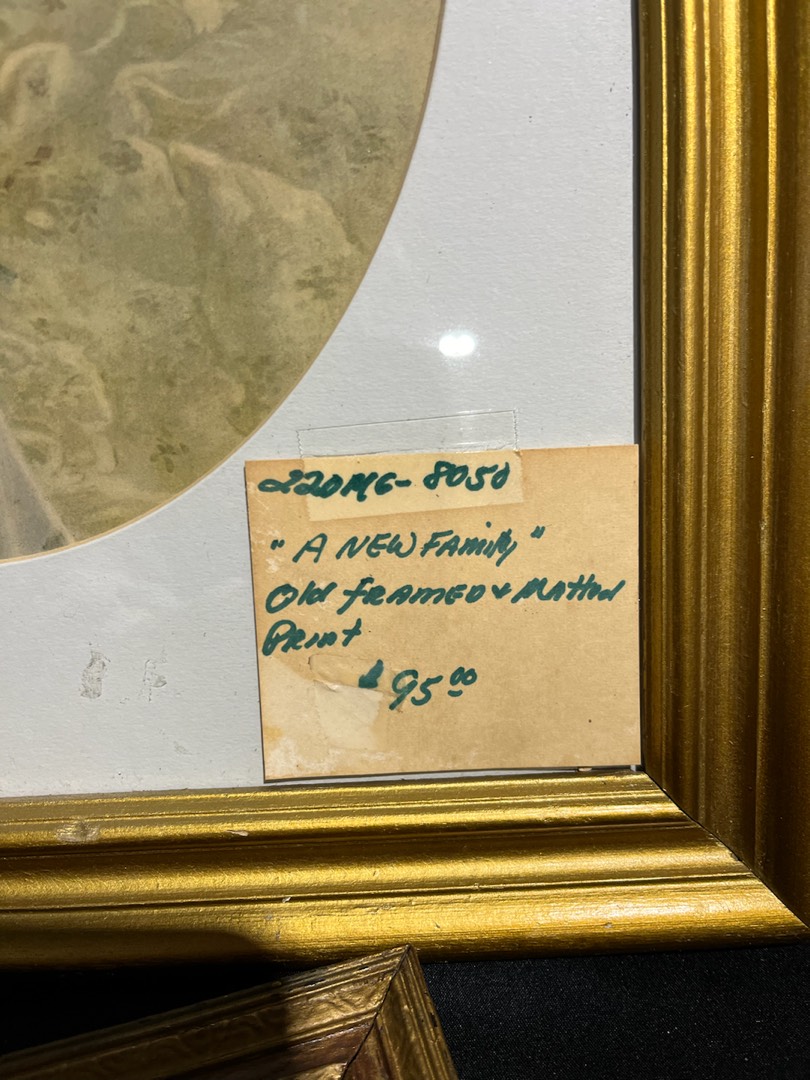 220MG-8050
"A NEW FAMily"
Old FRAMED & MATTed
PRINT
$95.00